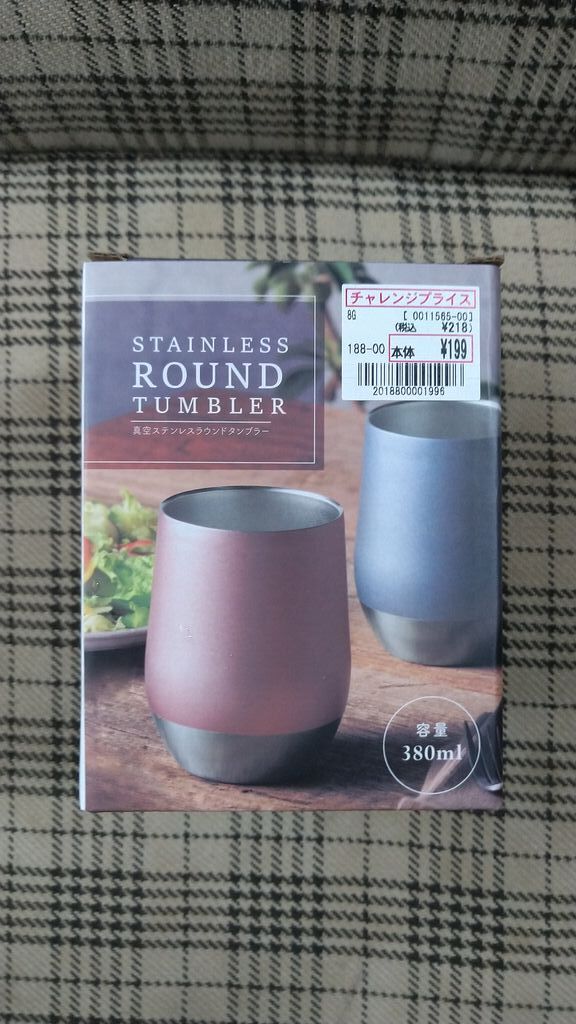 STAINLESS
ROUND
TUMBLER
真空ステンレスラウンドタンブラー
チャレンジプライス
8G [ 0011565-00]
(税込 ¥218)
188-00 本体 ¥199
2018800001996
容量
380ml